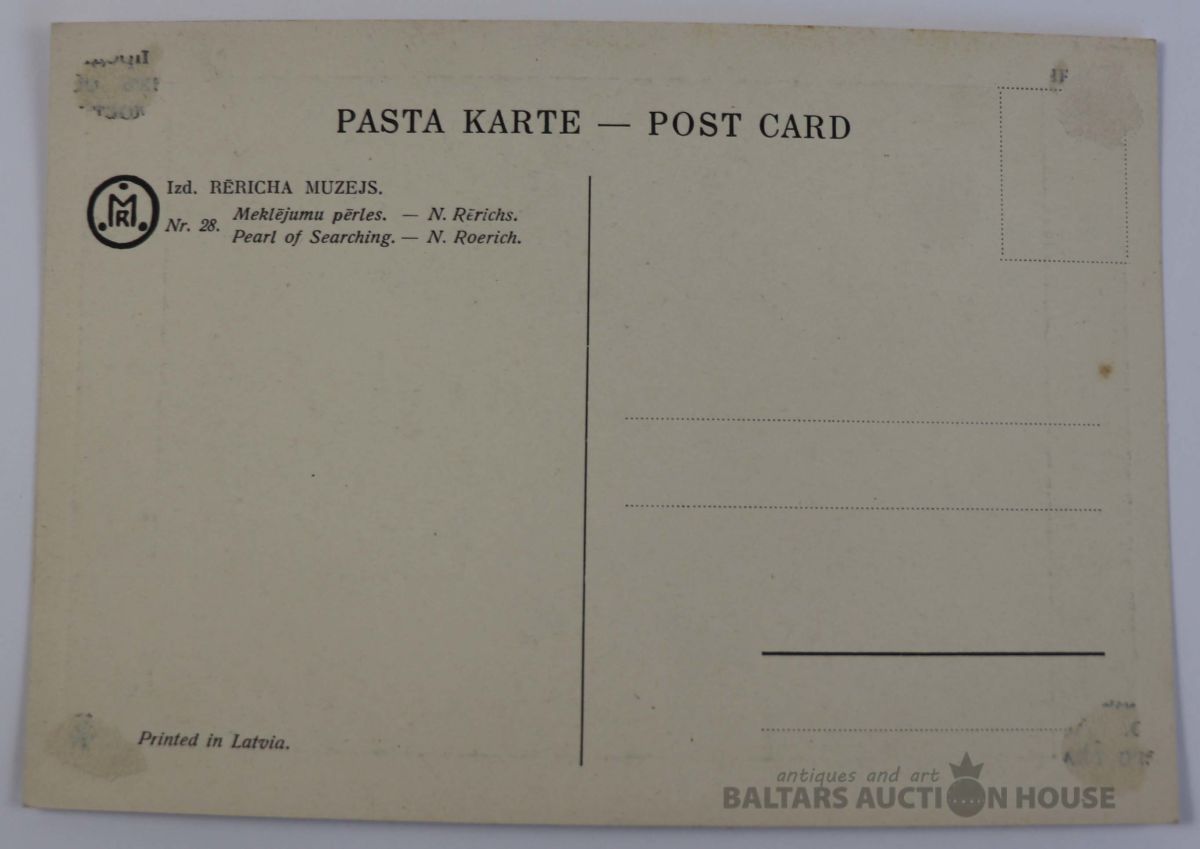 PASTA KARTE — POST CARD
Izd. RĒRICHA MUZEJS.
Nr. 28.
Meklējumu pērles. — N. Rērichs.
Pearl of Searching. — N. Roerich.
Printed in Latvia.
antiques and art
BALTARS AUCTION HOUSE